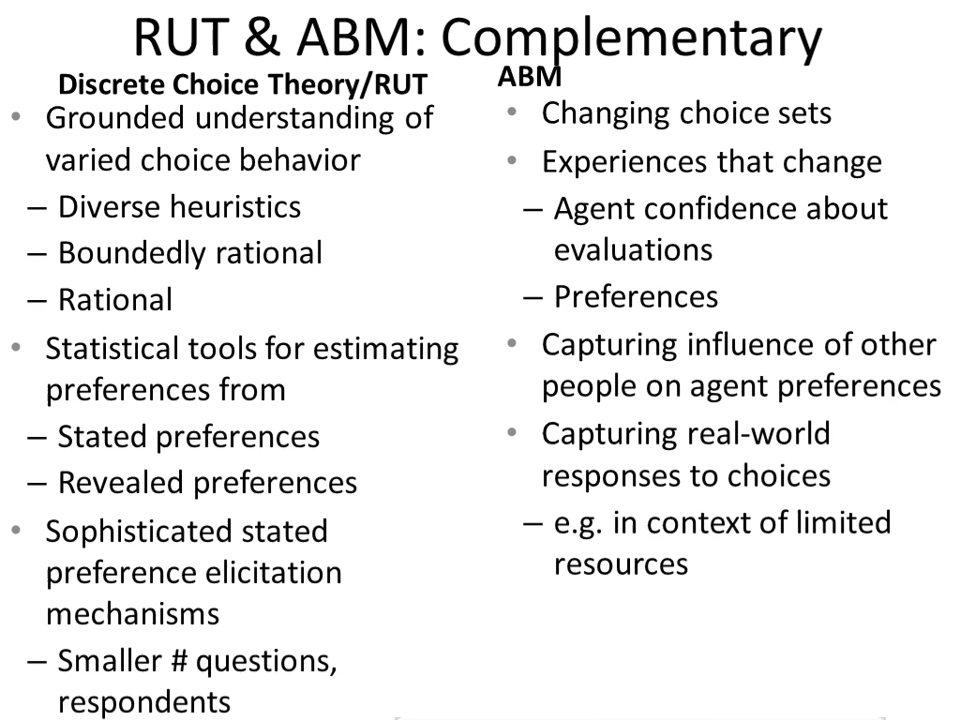 RUT & ABM: Complementary
Discrete Choice Theory/RUT
• Grounded understanding of
varied choice behavior
– Diverse heuristics
– Boundedly rational
– Rational
• Statistical tools for estimating
preferences from
– Stated preferences
– Revealed preferences
• Sophisticated stated
preference elicitation
mechanisms
– Smaller # questions,
respondents
ABM
• Changing choice sets
• Experiences that change
– Agent confidence about
evaluations
– Preferences
• Capturing influence of other
people on agent preferences
• Capturing real-world
responses to choices
– e.g. in context of limited
resources